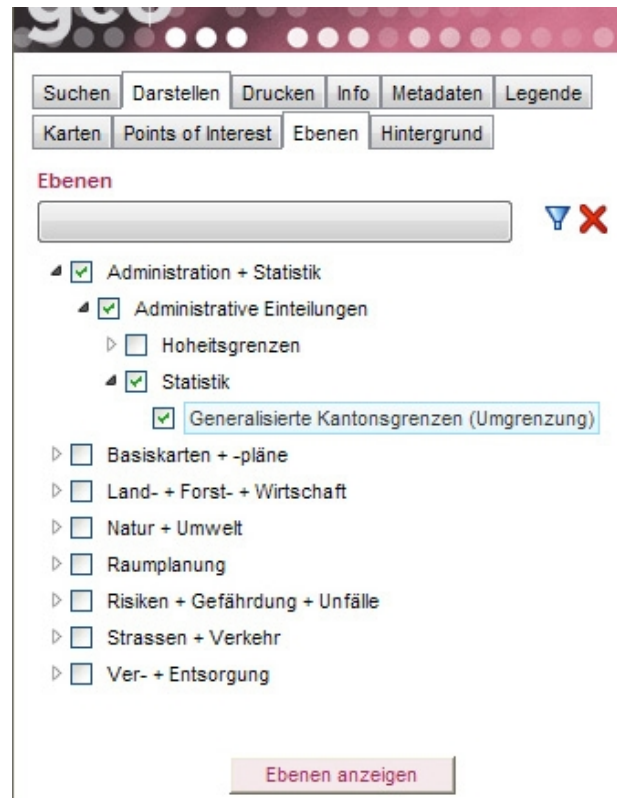 geo
Suchen Darstellen Drucken Info Metadaten Legende
Karten Points of Interest Ebenen Hintergrund
Ebenen
Administration + Statistik
Administrative Einteilungen
Hoheitsgrenzen
Statistik
Generalisierte Kantonsgrenzen (Umgrenzung)
Basiskarten + -pläne
Land- + Forst- + Wirtschaft
Natur + Umwelt
Raumplanung
Risiken + Gefährdung + Unfälle
Strassen + Verkehr
Ver- + Entsorgung
Ebenen anzeigen